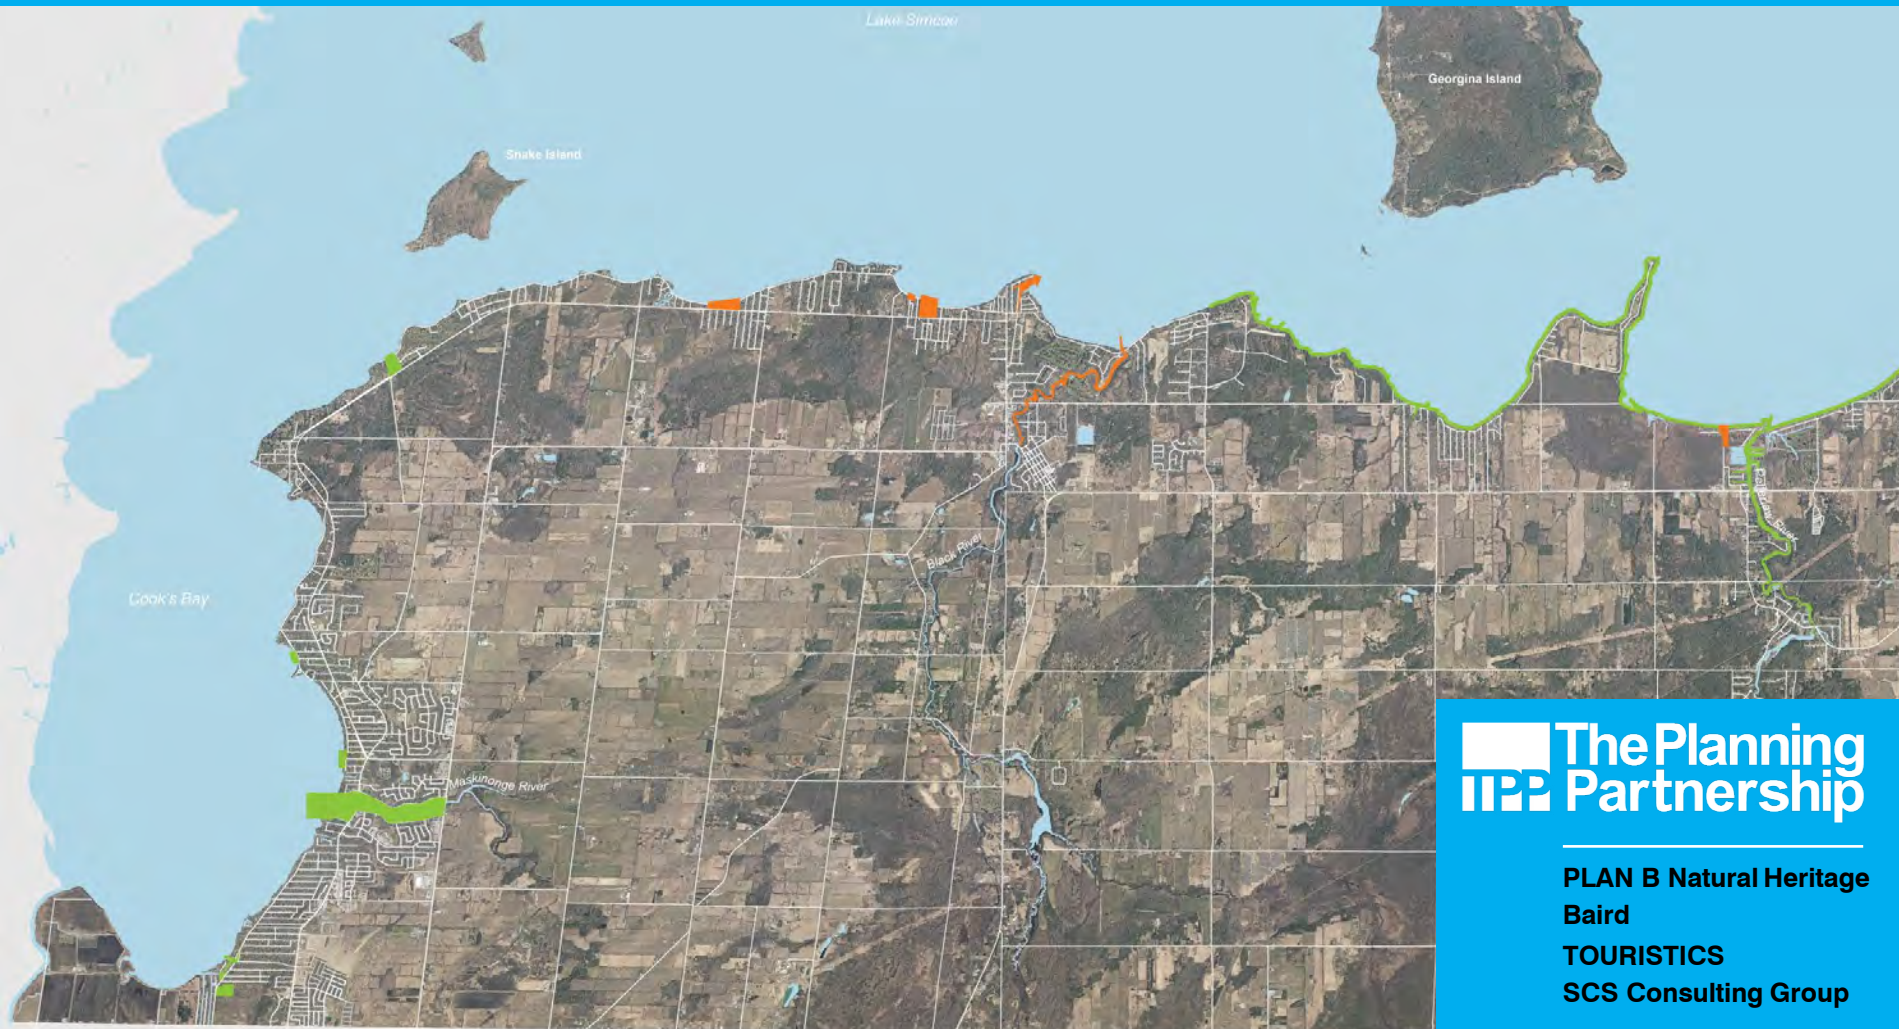 Lake Simcoe
Georgina Island
Snake Island
Cook's Bay
Black River
Maskinonge River
The Planning
TPP Partnership
PLAN B Natural Heritage
Baird
TOURISTICS
SCS Consulting Group